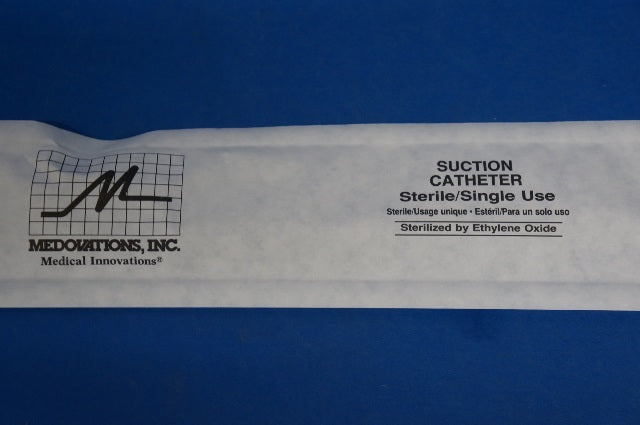 M
MEDOVATIONS, INC.
Medical Innovations®
SUCTION
CATHETER
Sterile/Single Use
Sterile/Usage unique • Estéril/Para un solo uso
Sterilized by Ethylene Oxide